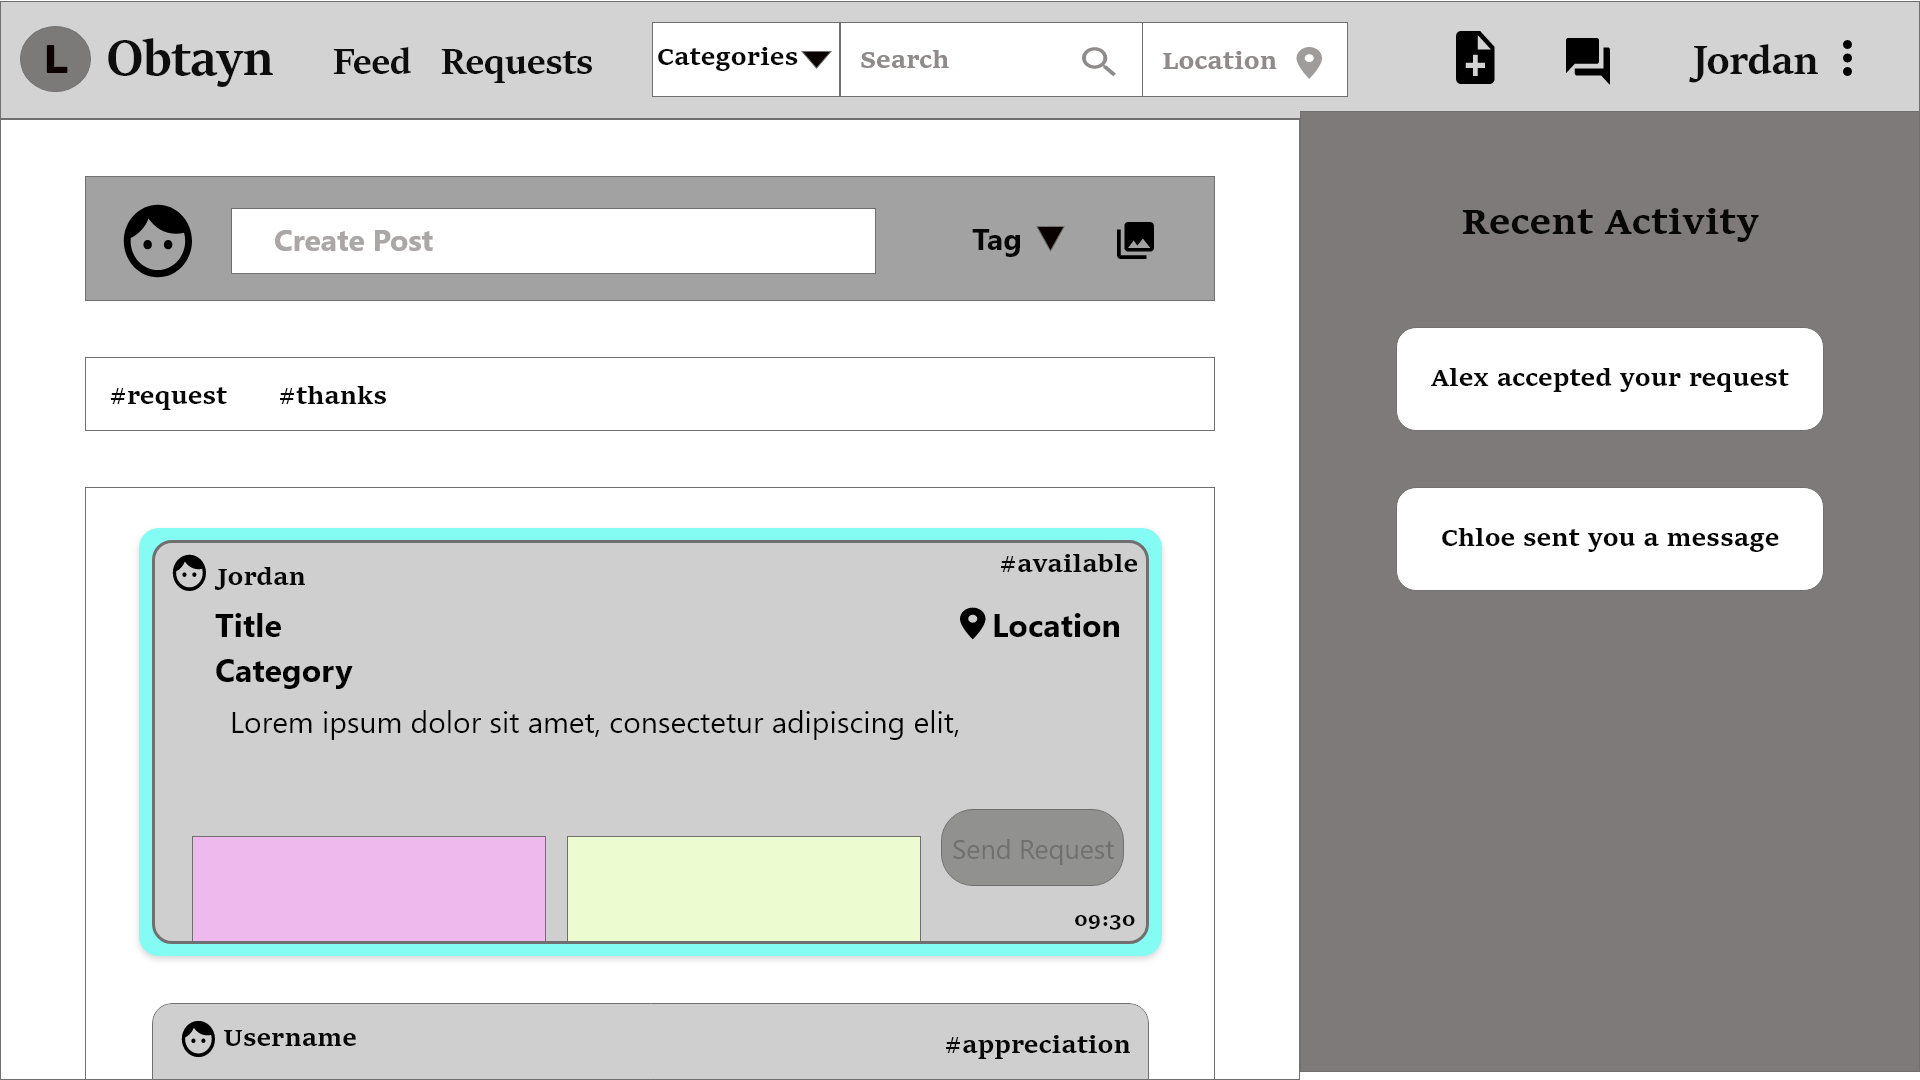 L Obtayn Feed Requests Categories Search Location Jordan
Create Post Tag
#request #thanks
Jordan #available
Title Location
Category
Lorem ipsum dolor sit amet, consectetur adipiscing elit,
Send Request
09:30
Username #appreciation
Recent Activity
Alex accepted your request
Chloe sent you a message